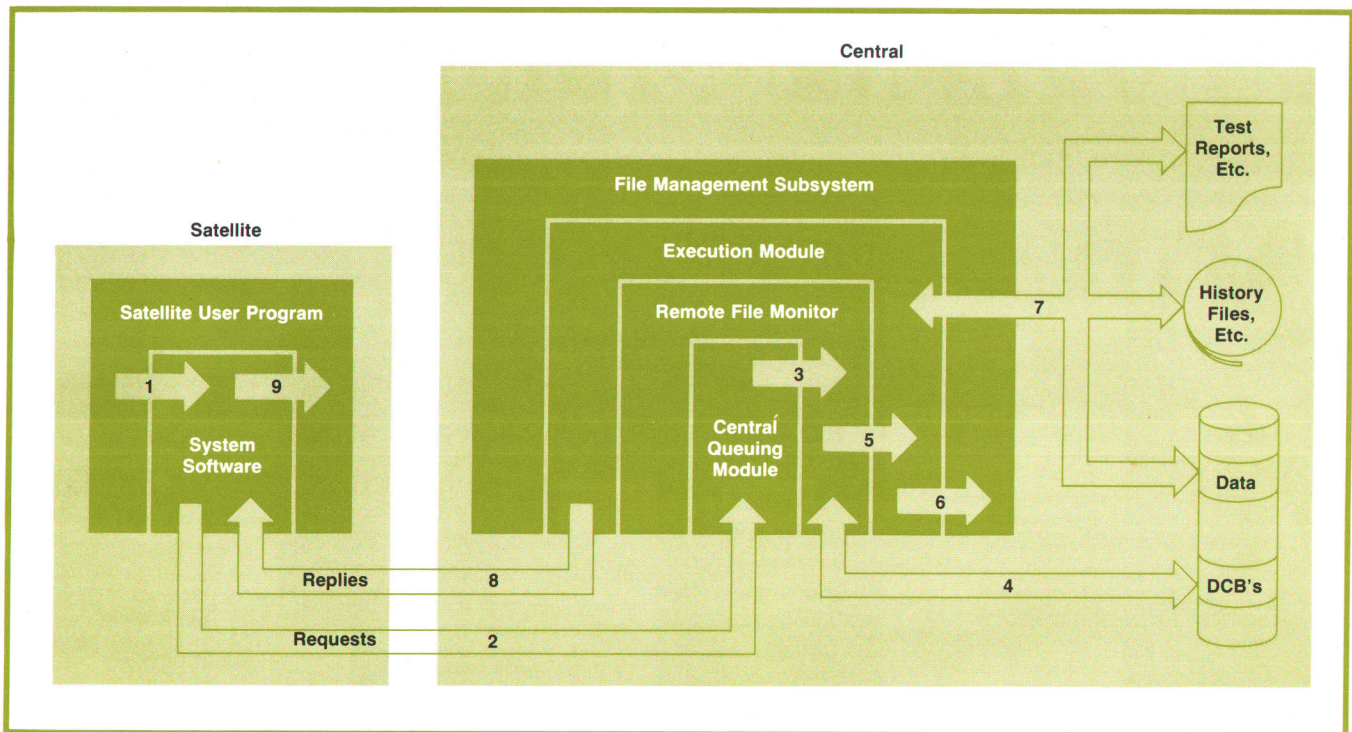 Central
Satellite
File Management Subsystem
Execution Module
Remote File Monitor
Satellite User Program
1
9
System
Software
3
Central
Queuing
Module
5
6
7
Test
Reports,
Etc.
History
Files,
Etc.
Data
DCB's
4
Replies
8
Requests
2